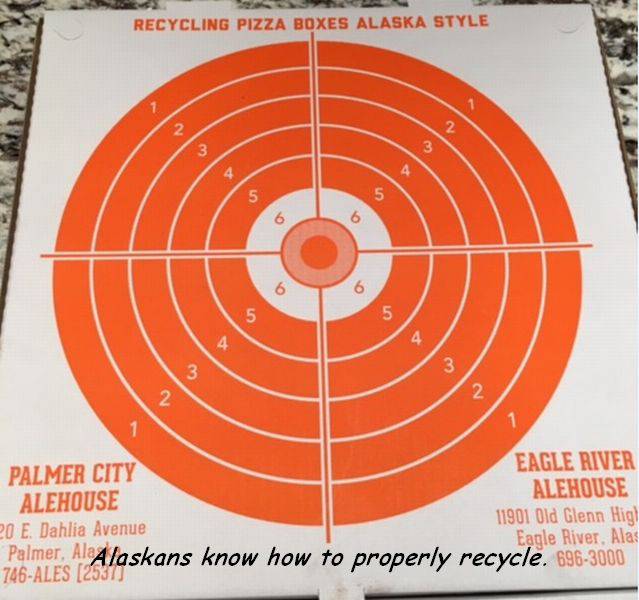 RECYCLING PIZZA BOXES ALASKA STYLE
1 1
2 2
3 3
4 4
5 5
6 6
6 6
5 5
4 4
3 3
2 2
1 1
PALMER CITY
ALEHOUSE
20 E. Dahlia Avenue
Palmer,
746-ALES [2537]
EAGLE RIVER
ALEHOUSE
11901 Old Glenn
Eagle River,
696-3000
Alaskans know how to properly recycle.